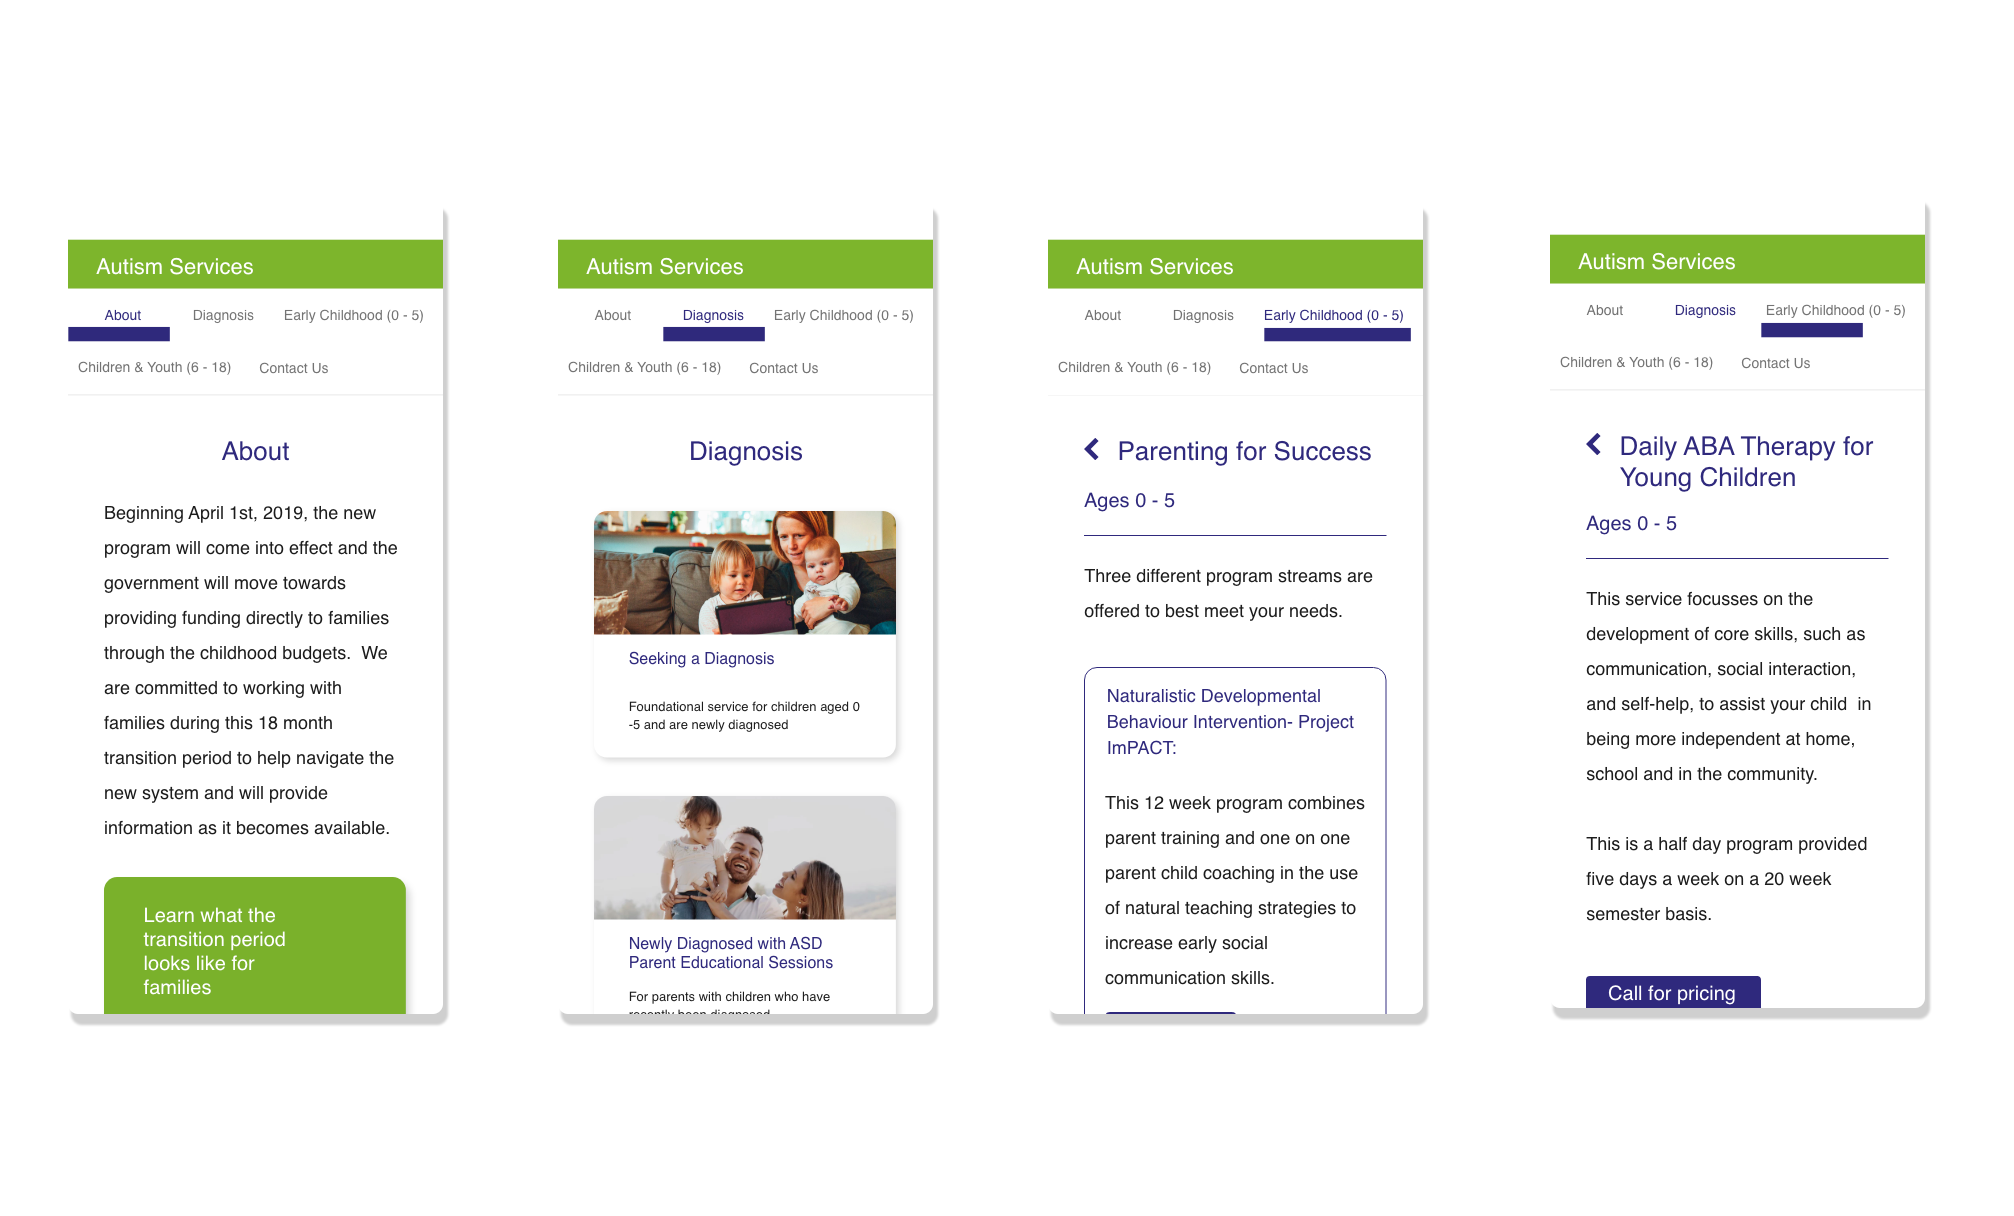 Autism Services
About Diagnosis Early Childhood (0 - 5)
Children & Youth (6 - 18) Contact Us
About
Beginning April 1st, 2019, the new
program will come into effect and the
government will move towards
providing funding directly to families
through the childhood budgets.  We
are committed to working with
families during this 18 month
transition period to help navigate the
new system and will provide
information as it becomes available.
Learn what the
transition period
looks like for
families
Autism Services
About Diagnosis Early Childhood (0 - 5)
Children & Youth (6 - 18) Contact Us
Diagnosis
Seeking a Diagnosis
Foundational service for children aged 0
-5 and are newly diagnosed
Newly Diagnosed with ASD
Parent Educational Sessions
For parents with children who have
recently been diagnosed
Autism Services
About Diagnosis Early Childhood (0 - 5)
Children & Youth (6 - 18) Contact Us
Parenting for Success
Ages 0 - 5
Three different program streams are
offered to best meet your needs.
Naturalistic Developmental
Behaviour Intervention- Project
ImPACT:
This 12 week program combines
parent training and one on one
parent child coaching in the use
of natural teaching strategies to
increase early social
communication skills.
Autism Services
About Diagnosis Early Childhood (0 - 5)
Children & Youth (6 - 18) Contact Us
Daily ABA Therapy for
Young Children
Ages 0 - 5
This service focusses on the
development of core skills, such as
communication, social interaction,
and self-help, to assist your child  in
being more independent at home,
school and in the community.
This is a half day program provided
five days a week on a 20 week
semester basis.
Call for pricing